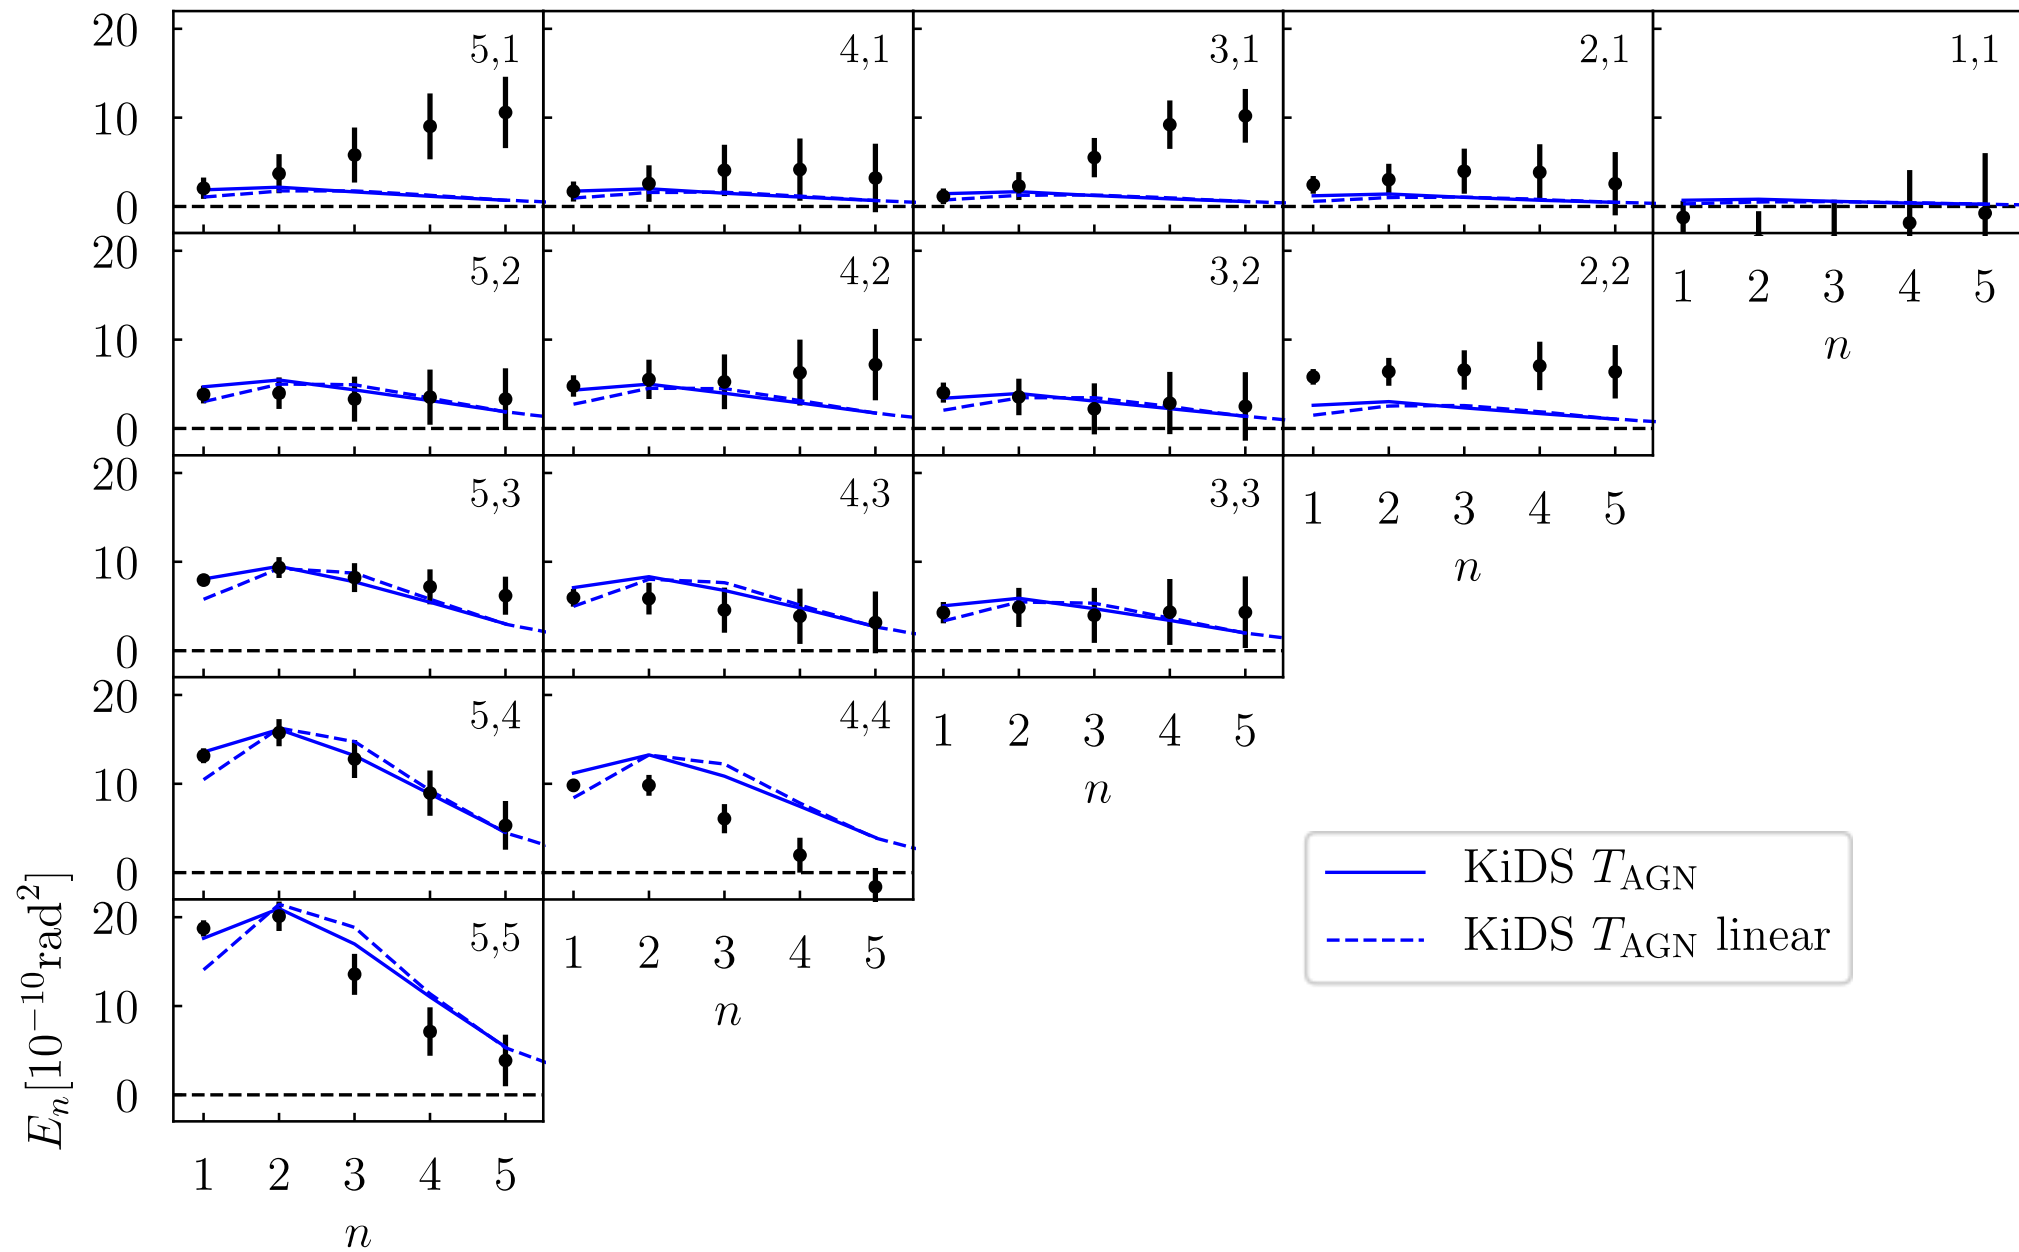 20 5,1 4,1 3,1 2,1 1,1
10
0
20 5,2 4,2 3,2 2,2 1 2 3 4 5
10 n
0
20 5,3 4,3 3,3 1 2 3 4 5
10 n
0
20 5,4 4,4 1 2 3 4 5
10 n
0
20 5,5 1 2 3 4 5
10 n
0
1 2 3 4 5
n
E_n[10^{-10}rad^2]
KiDS T_AGN
KiDS T_AGN linear